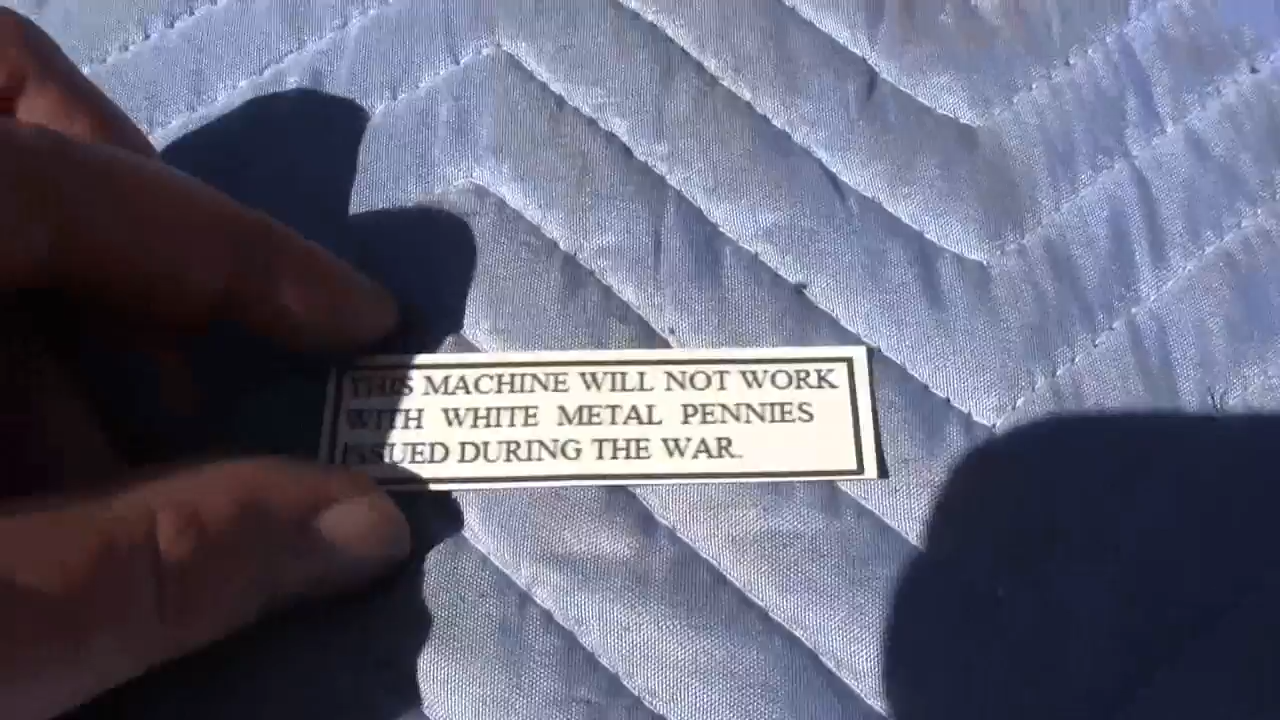 THIS MACHINE WILL NOT WORK
WITH WHITE METAL PENNIES
ISSUED DURING THE WAR.